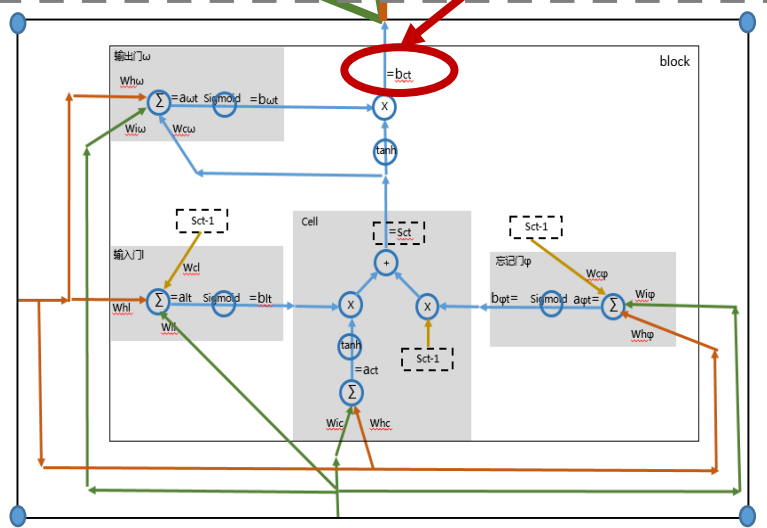 输出门ω
block
=bct
Whω
Σ =aωt Sigmoid =bωt
X
Wiω
Wcω
tanh
Sct-1
Cell
=Sct
Sct-1
输入门l
忘记门φ
Wcl
+
Wcφ
Σ =alt Sigmoid =blt
X
X
bφt= Sigmoid aφt= Σ
Wiφ
Whl
Wil
Whφ
tanh
Sct-1
=act
Σ
Wic
Whc